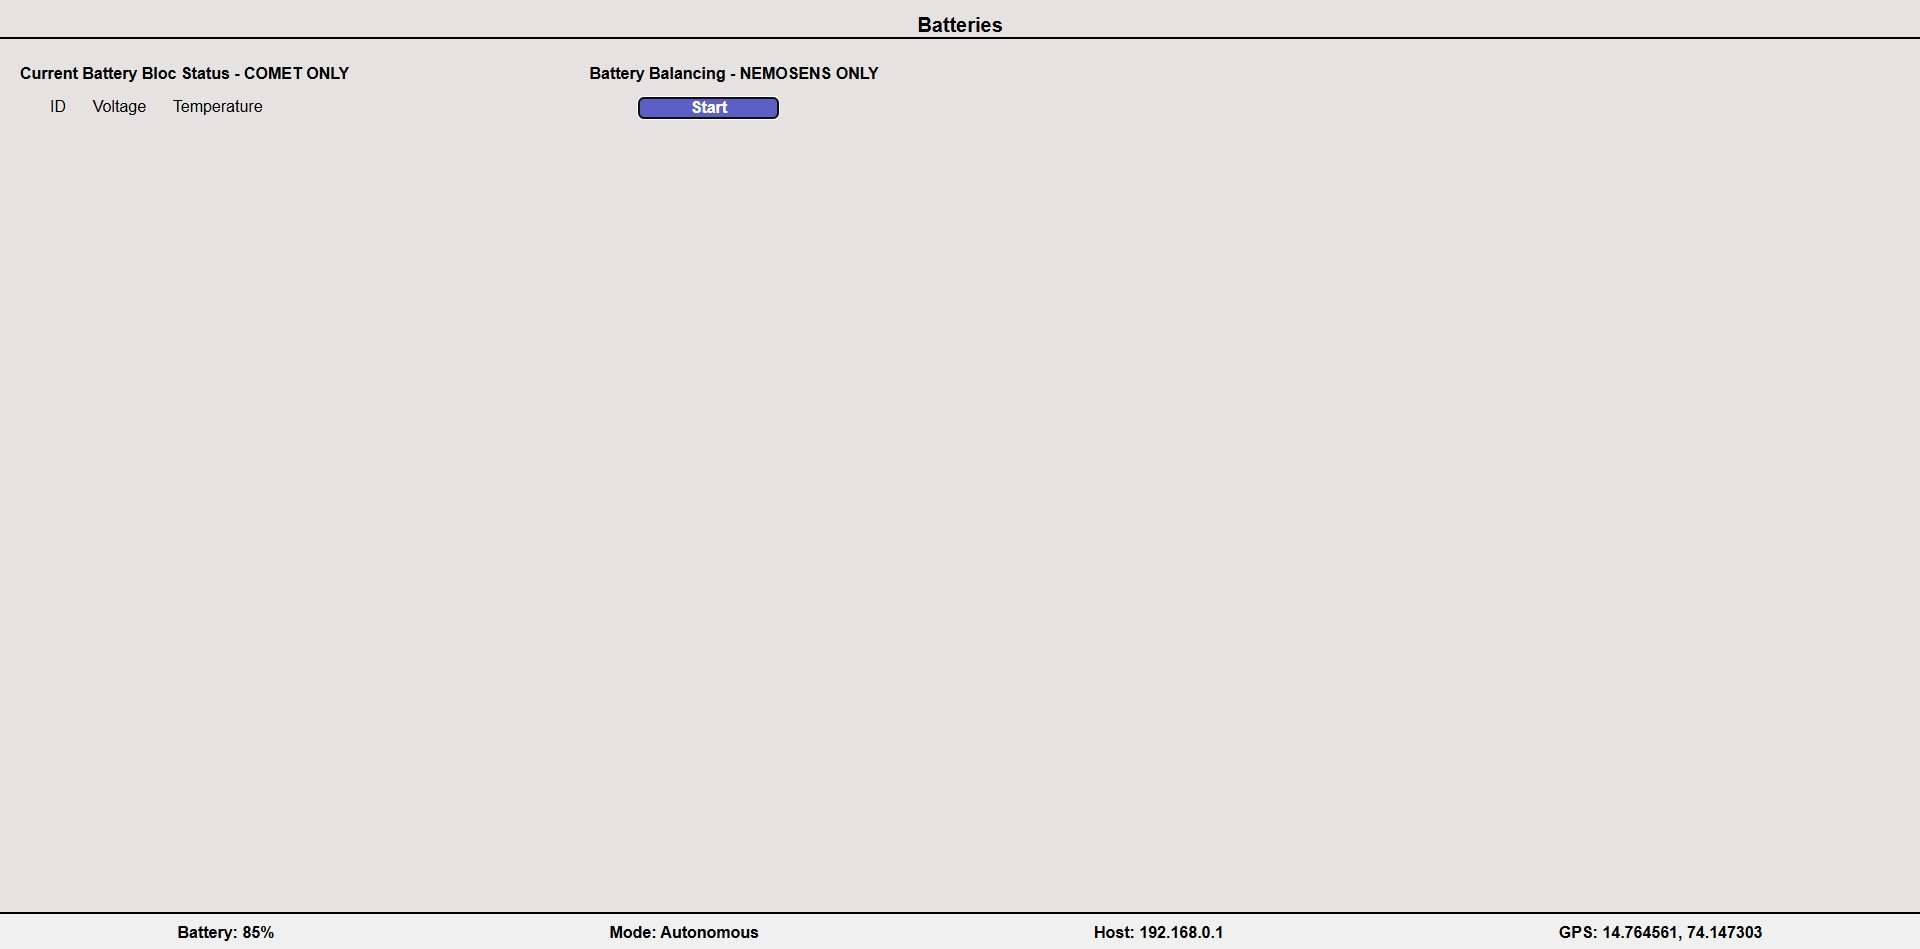 Batteries
Current Battery Bloc Status - COMET ONLY
ID Voltage Temperature
Battery Balancing - NEMOSENS ONLY
Start
Battery: 85% Mode: Autonomous Host: 192.168.0.1 GPS: 14.764561, 74.147303